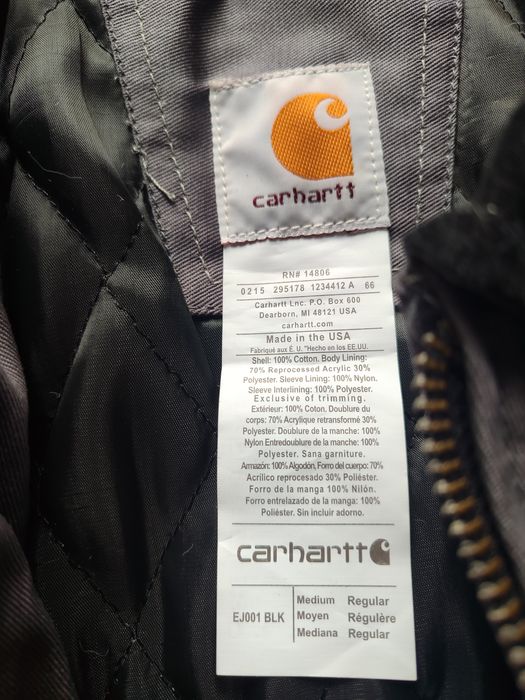 carhartt
RN# 14806
0215 295178 1234412 A 66
Carhartt Lnc. P.O. Box 600
Dearborn, MI 48121 USA
carhartt.com
Made in the USA
Fabriqué aux É. U. "Hecho en los EE.UU.
Shell: 100% Cotton. Body Lining:
70% Reprocessed Acrylic 30%
Polyester. Sleeve Lining: 100% Nylon.
Sleeve Interlining: 100% Polyester.
Exclusive of trimming.
Extérieur: 100% Coton. Doublure du
corps: 70% Acrylique retransformé 30%
Polyester. Doublure de la manche: 100%
Nylon Entredoublure de la manche: 100%
Polyester. Sans garniture.
Armazón: 100% Algodón, Forro del cuerpo: 70%
Acrílico reprocesado 30% Poliéster.
Forro de la manga 100% Nilón.
Forro entrelazado de la manga: 100%
Poliéster. Sin incluir adorno.
carhartt
EJ001 BLK
Medium Regular
Moyen Régulère
Mediana Regular